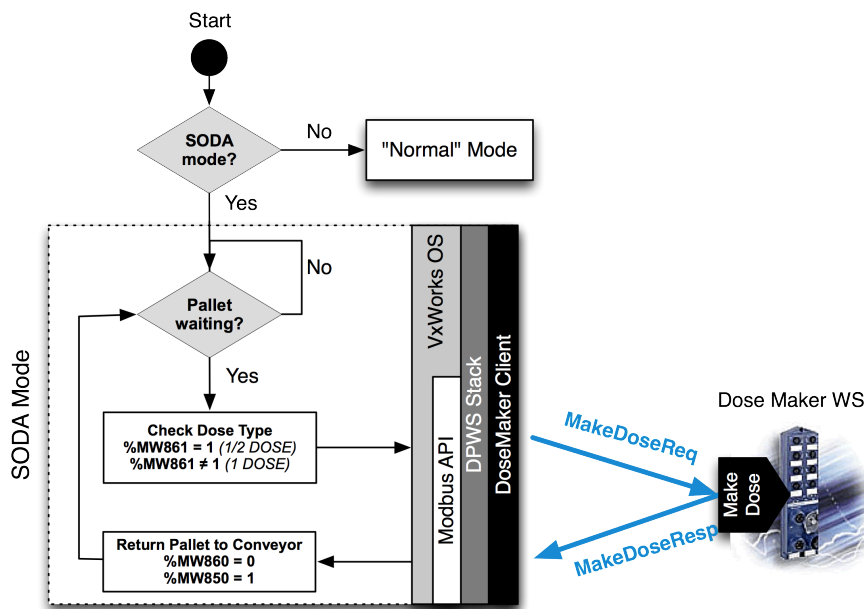 Start
SODA
mode?
No
"Normal" Mode
Yes
SODA Mode
No
Pallet
waiting?
Yes
Check Dose Type
%MW861 = 1 (1/2 DOSE)
%MW861 ≠ 1 (1 DOSE)
Return Pallet to Conveyor
%MW860 = 0
%MW850 = 1
VxWorks OS
Modbus API
DPWS Stack
DoseMaker Client
MakeDoseReq
MakeDoseResp
Dose Maker WS
Make
Dose